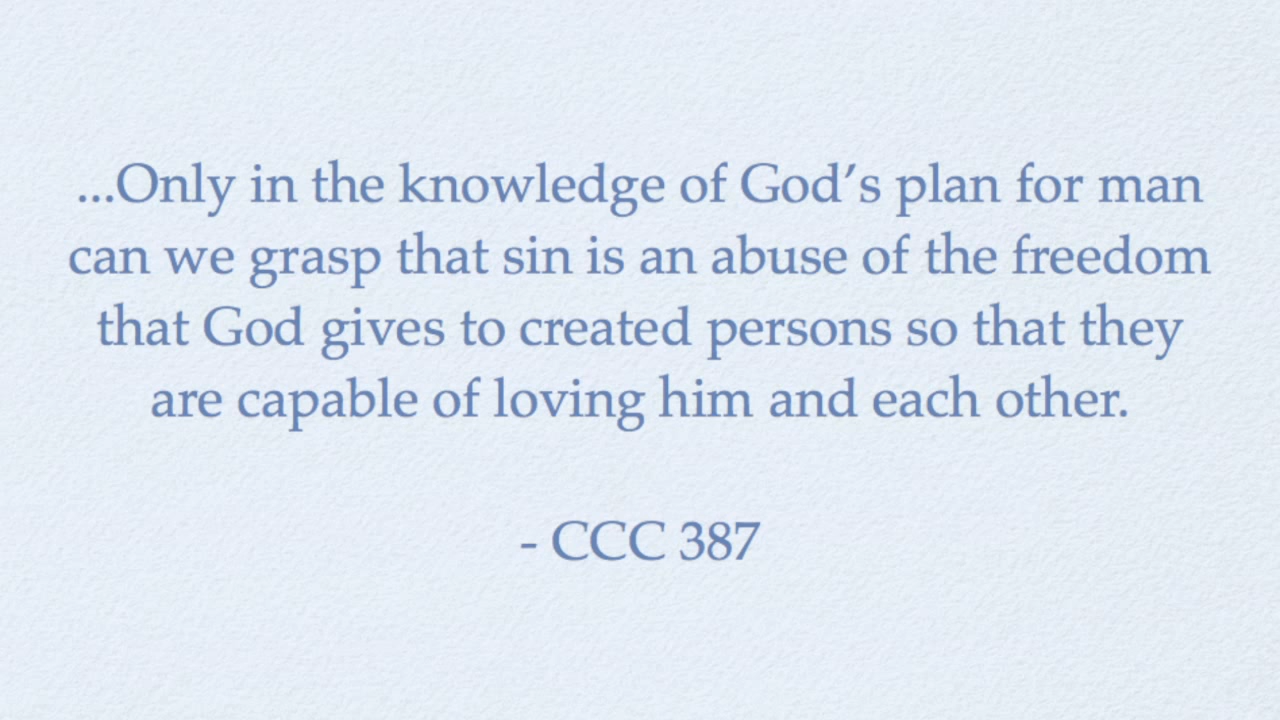 ...Only in the knowledge of God’s plan for man
can we grasp that sin is an abuse of the freedom
that God gives to created persons so that they
are capable of loving him and each other.
- CCC 387